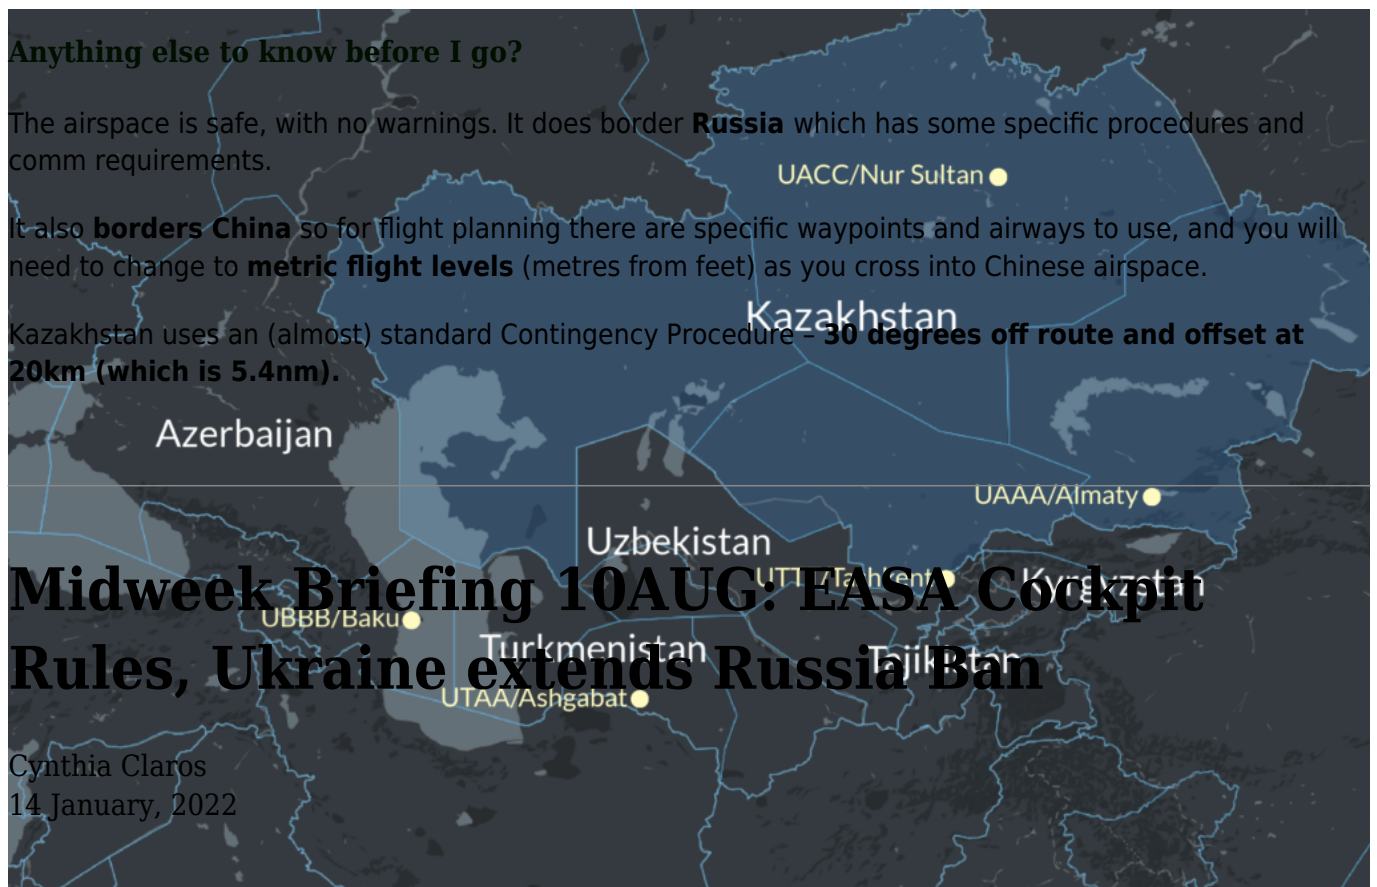 Anything else to know before I go?
The airspace is safe, with no warnings. It does border Russia which has some specific procedures and
comm requirements.
UACC/Nur Sultan
It also borders China so for flight planning there are specific waypoints and airways to use, and you will
need to change to metric flight levels (metres from feet) as you cross into Chinese airspace.
Kazakhstan
Kazakhstan uses an (almost) standard Contingency Procedure – 30 degrees off route and offset at
20km (which is 5.4nm).
Azerbaijan
UAAA/Almaty
Uzbekistan
UTTT/Tashkent
Kyrgyzstan
Midweek Briefing 10AUG: EASA Cockpit
UBBB/Baku
Turkmenistan
Tajikistan
Rules, Ukraine extends Russia Ban
UTAA/Ashgabat
Cynthia Claros
14 January, 2022